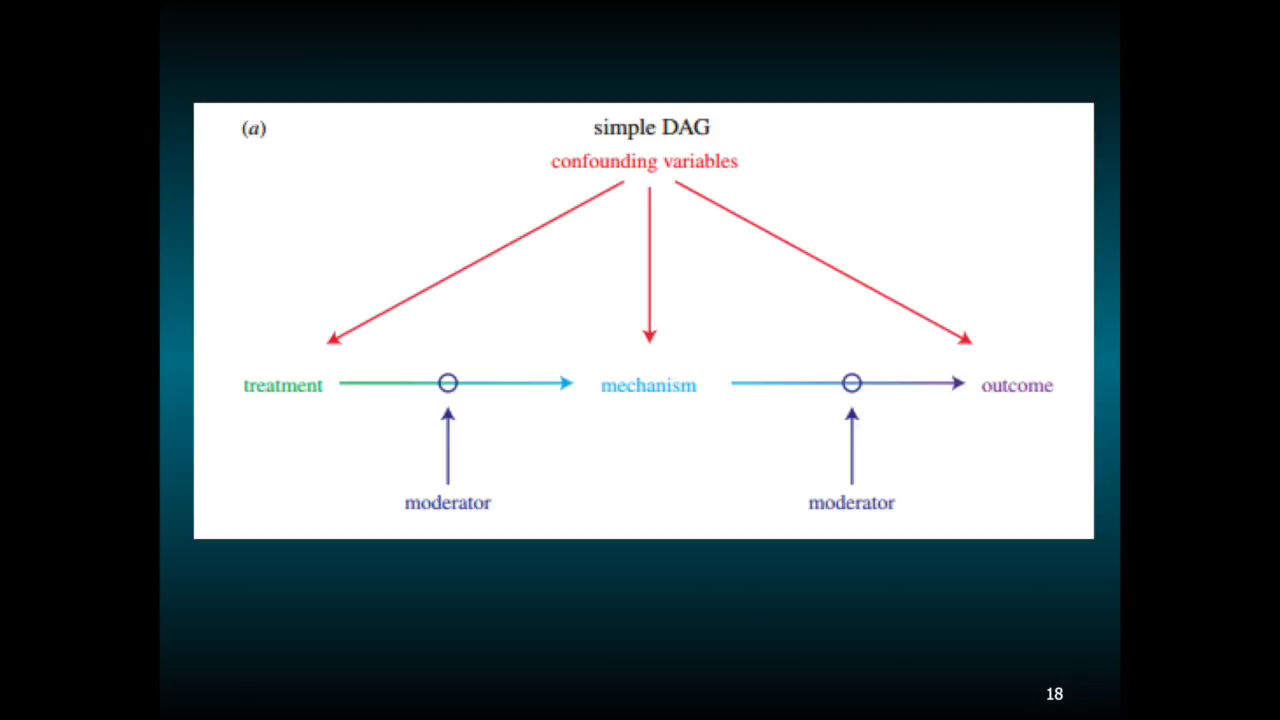 (a)
simple DAG
confounding variables
treatment
mechanism
outcome
moderator
moderator
18